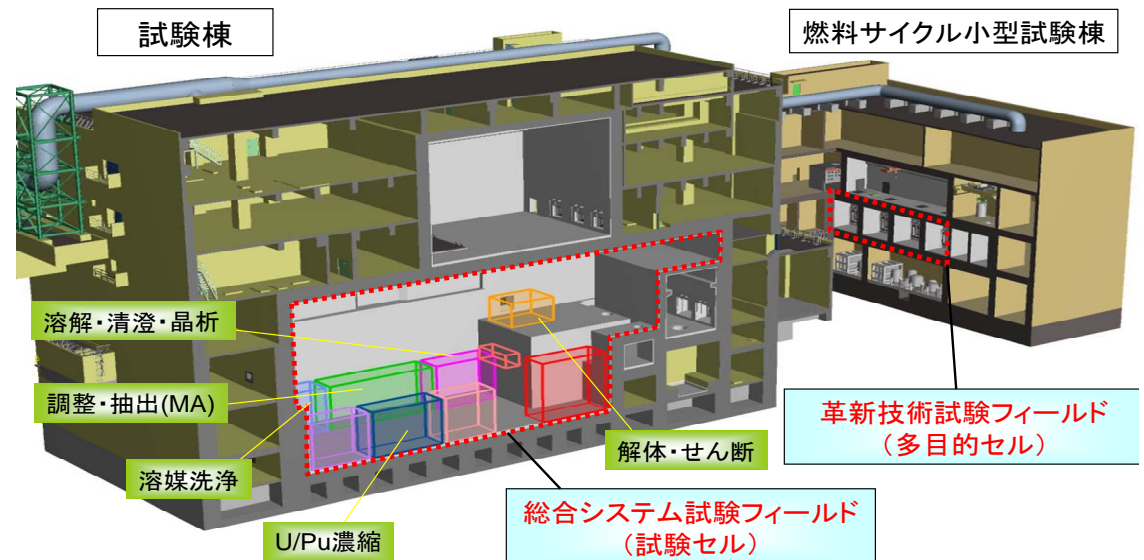 試験棟
燃料サイクル小型試験棟
溶解・清澄・晶析
調整・抽出(MA)
溶媒洗浄
U/Pu濃縮
解体・せん断
総合システム試験フィールド
(試験セル)
革新技術試験フィールド
(多目的セル)